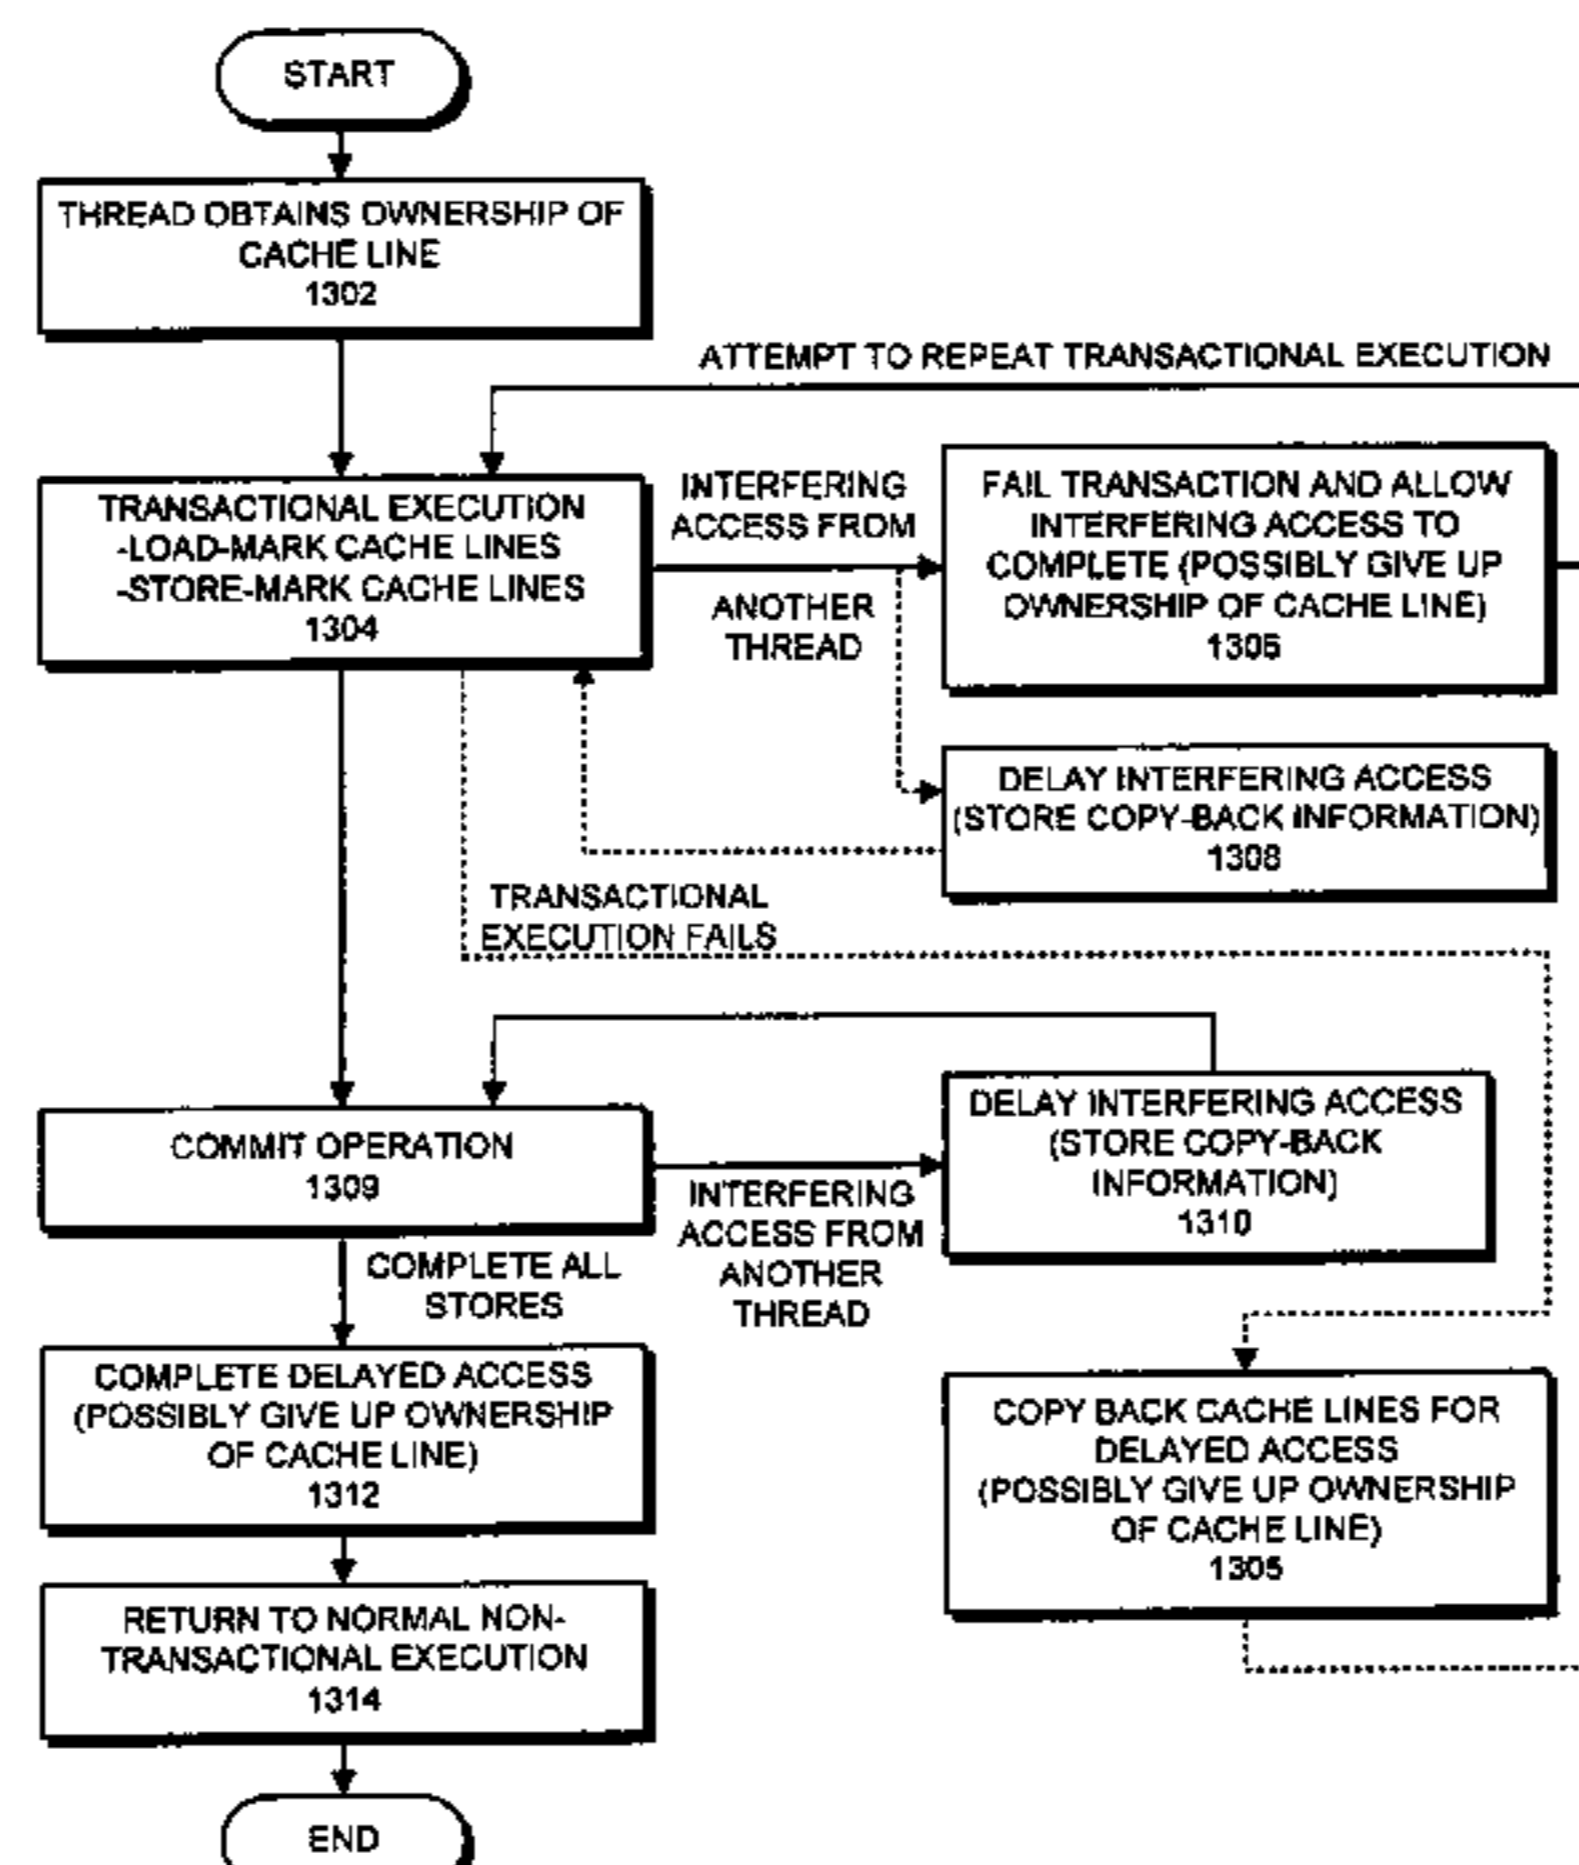 START
THREAD OBTAINS OWNERSHIP OF
CACHE LINE
1302
ATTEMPT TO REPEAT TRANSACTIONAL EXECUTION
TRANSACTIONAL EXECUTION
-LOAD-MARK CACHE LINES
-STORE-MARK CACHE LINES
1304
INTERFERING
ACCESS FROM
ANOTHER
THREAD
FAIL TRANSACTION AND ALLOW
INTERFERING ACCESS TO
COMPLETE (POSSIBLY GIVE UP
OWNERSHIP OF CACHE LINE)
1306
DELAY INTERFERING ACCESS
(STORE COPY-BACK INFORMATION)
1308
TRANSACTIONAL
EXECUTION FAILS
COMMIT OPERATION
1309
INTERFERING
ACCESS FROM
ANOTHER
THREAD
DELAY INTERFERING ACCESS
(STORE COPY-BACK
INFORMATION)
1310
COMPLETE ALL
STORES
COMPLETE DELAYED ACCESS
(POSSIBLY GIVE UP OWNERSHIP
OF CACHE LINE)
1312
COPY BACK CACHE LINES FOR
DELAYED ACCESS
(POSSIBLY GIVE UP OWNERSHIP
OF CACHE LINE)
1305
RETURN TO NORMAL NON-
TRANSACTIONAL EXECUTION
1314
END